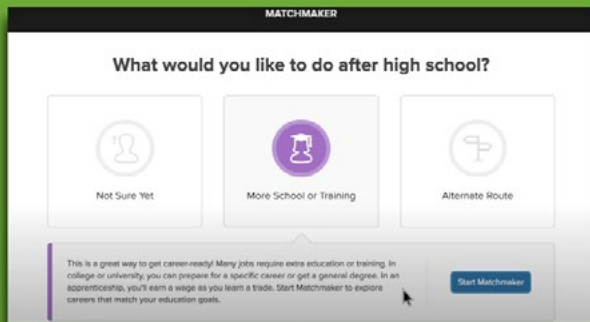 MATCHMAKER
What would you like to do after high school?
Not Sure Yet
More School or Training
Alternate Route
This is a great way to get career-ready! Many jobs require extra education or training. In
college or university, you can prepare for a specific career or get a general degree. In an
apprenticeship, you'll earn a wage as you learn a trade. Start Matchmaker to explore
careers that match your education goals.
Start Matchmaker